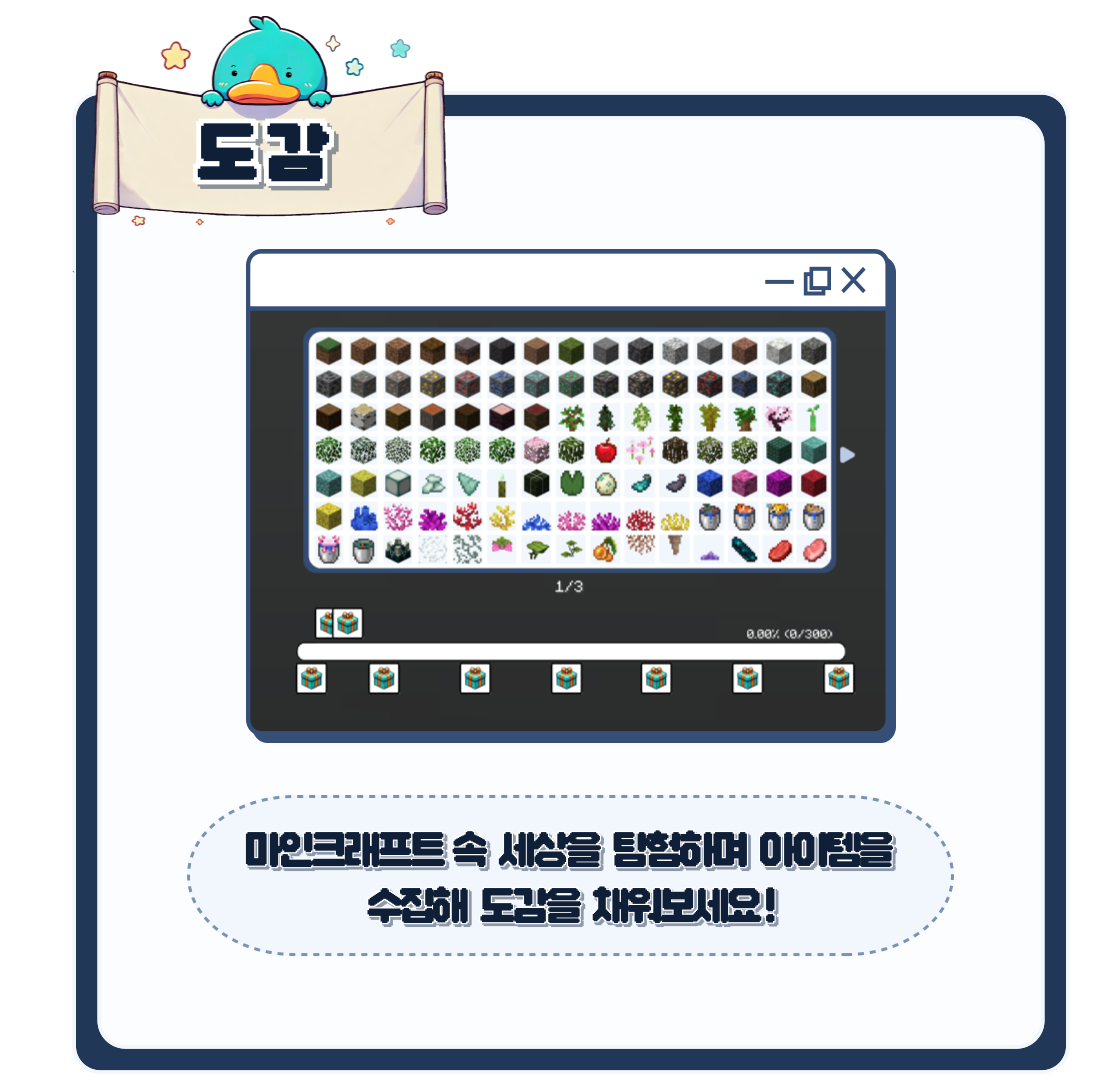 도감
1/3
0.00% (0/300)
마인크래프트 속 세상을 탐험하며 아이템을
수집해 도감을 채워보세요!